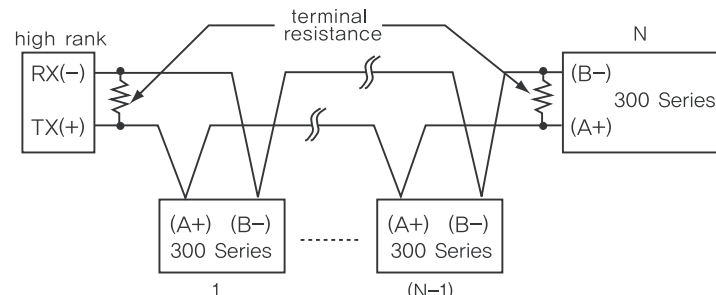 terminal
resistance
high rank
RX(-)
TX(+)
N
(B-)
300 Series
(A+)
(A+) (B-)
300 Series
1
(A+) (B-)
300 Series
(N-1)